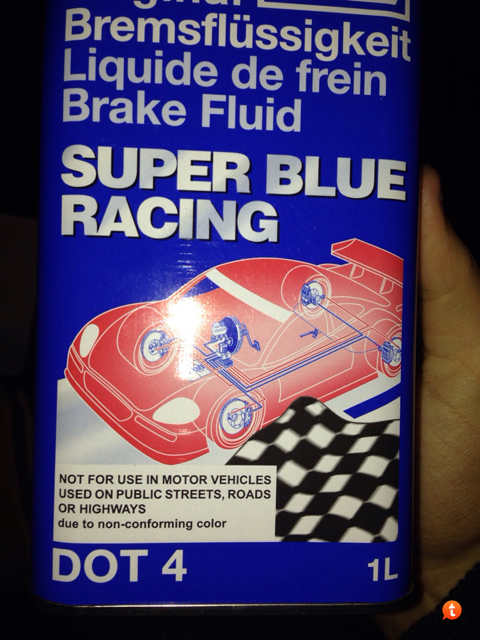 Bremsflüssigkeit
Liquide de frein
Brake Fluid
SUPER BLUE
RACING
NOT FOR USE IN MOTOR VEHICLES
USED ON PUBLIC STREETS, ROADS
OR HIGHWAYS
due to non-conforming color
DOT 4
1L
t